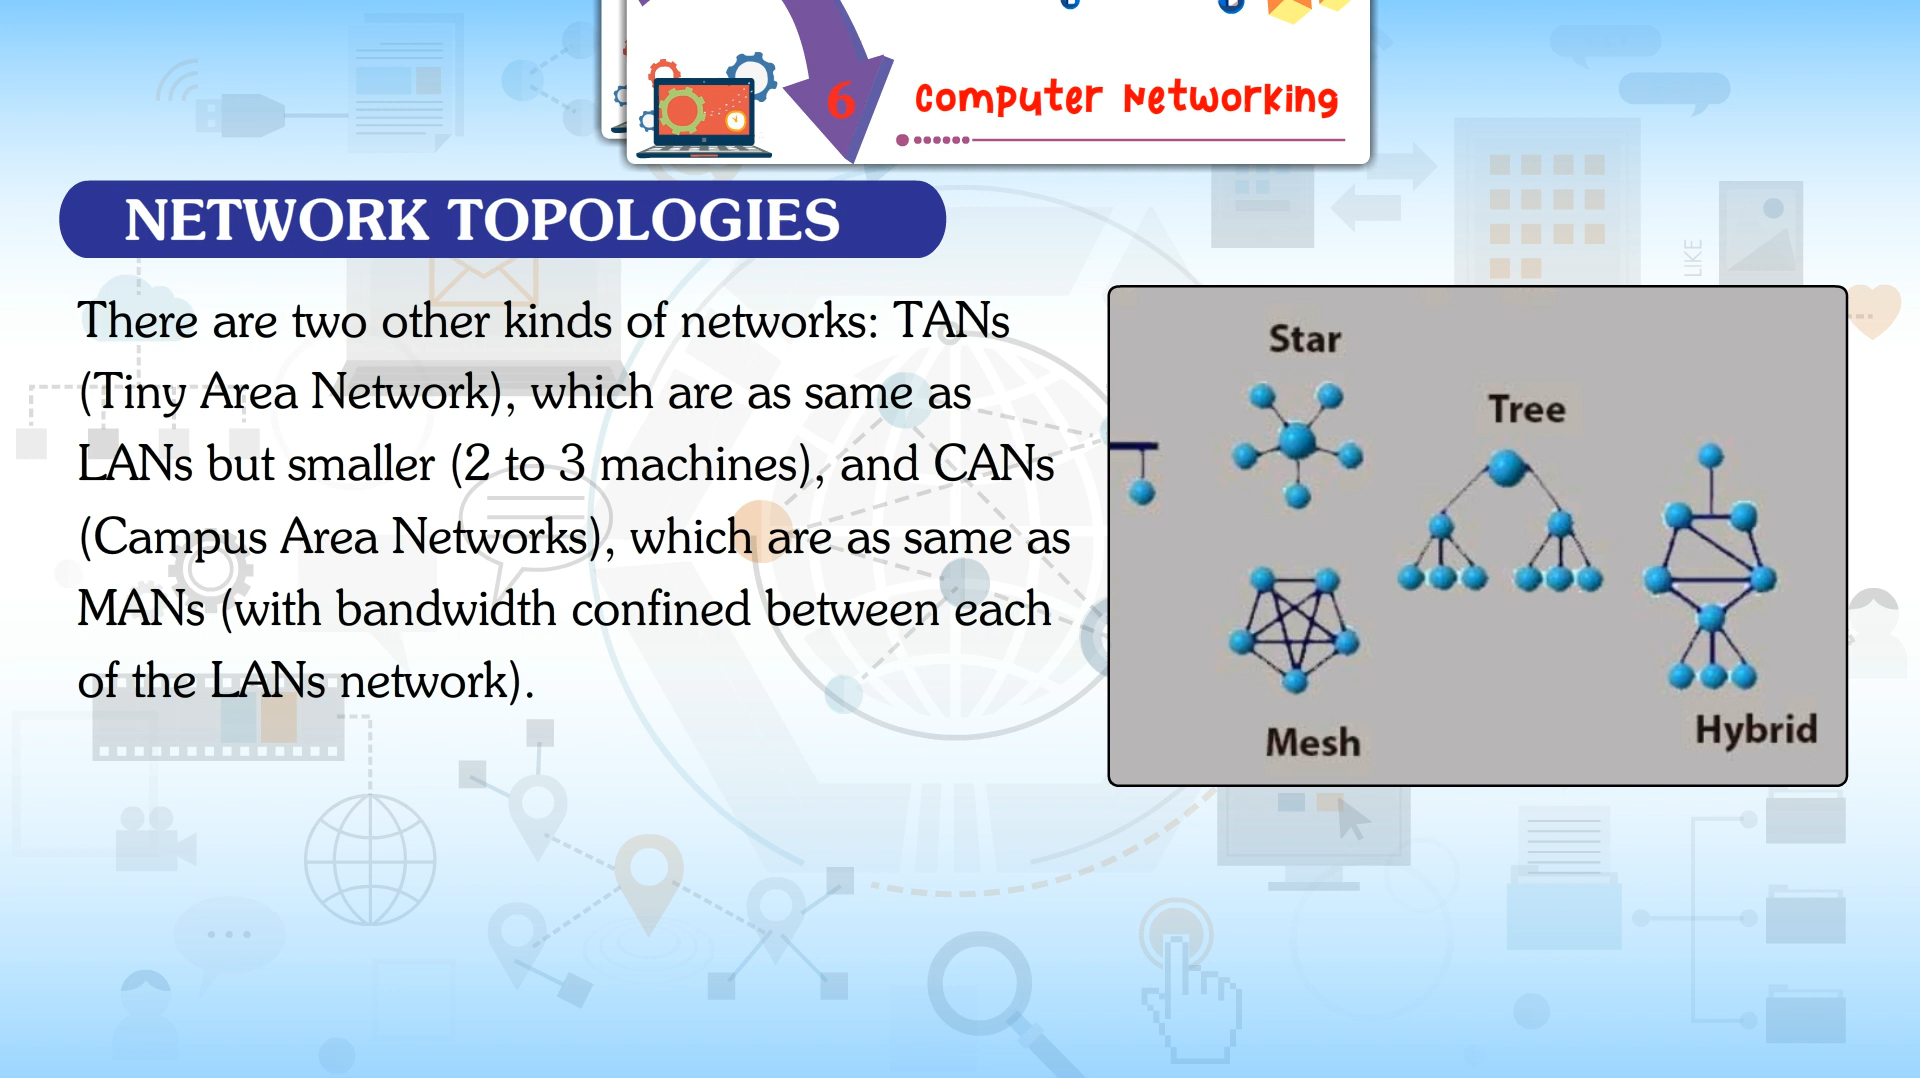 6
Computer Networking
NETWORK TOPOLOGIES
There are two other kinds of networks: TANs
(Tiny Area Network), which are as same as
LANs but smaller (2 to 3 machines), and CANs
(Campus Area Networks), which are as same as
MANs (with bandwidth confined between each
of the LANs network).
LIKE
Star
Tree
Mesh
Hybrid